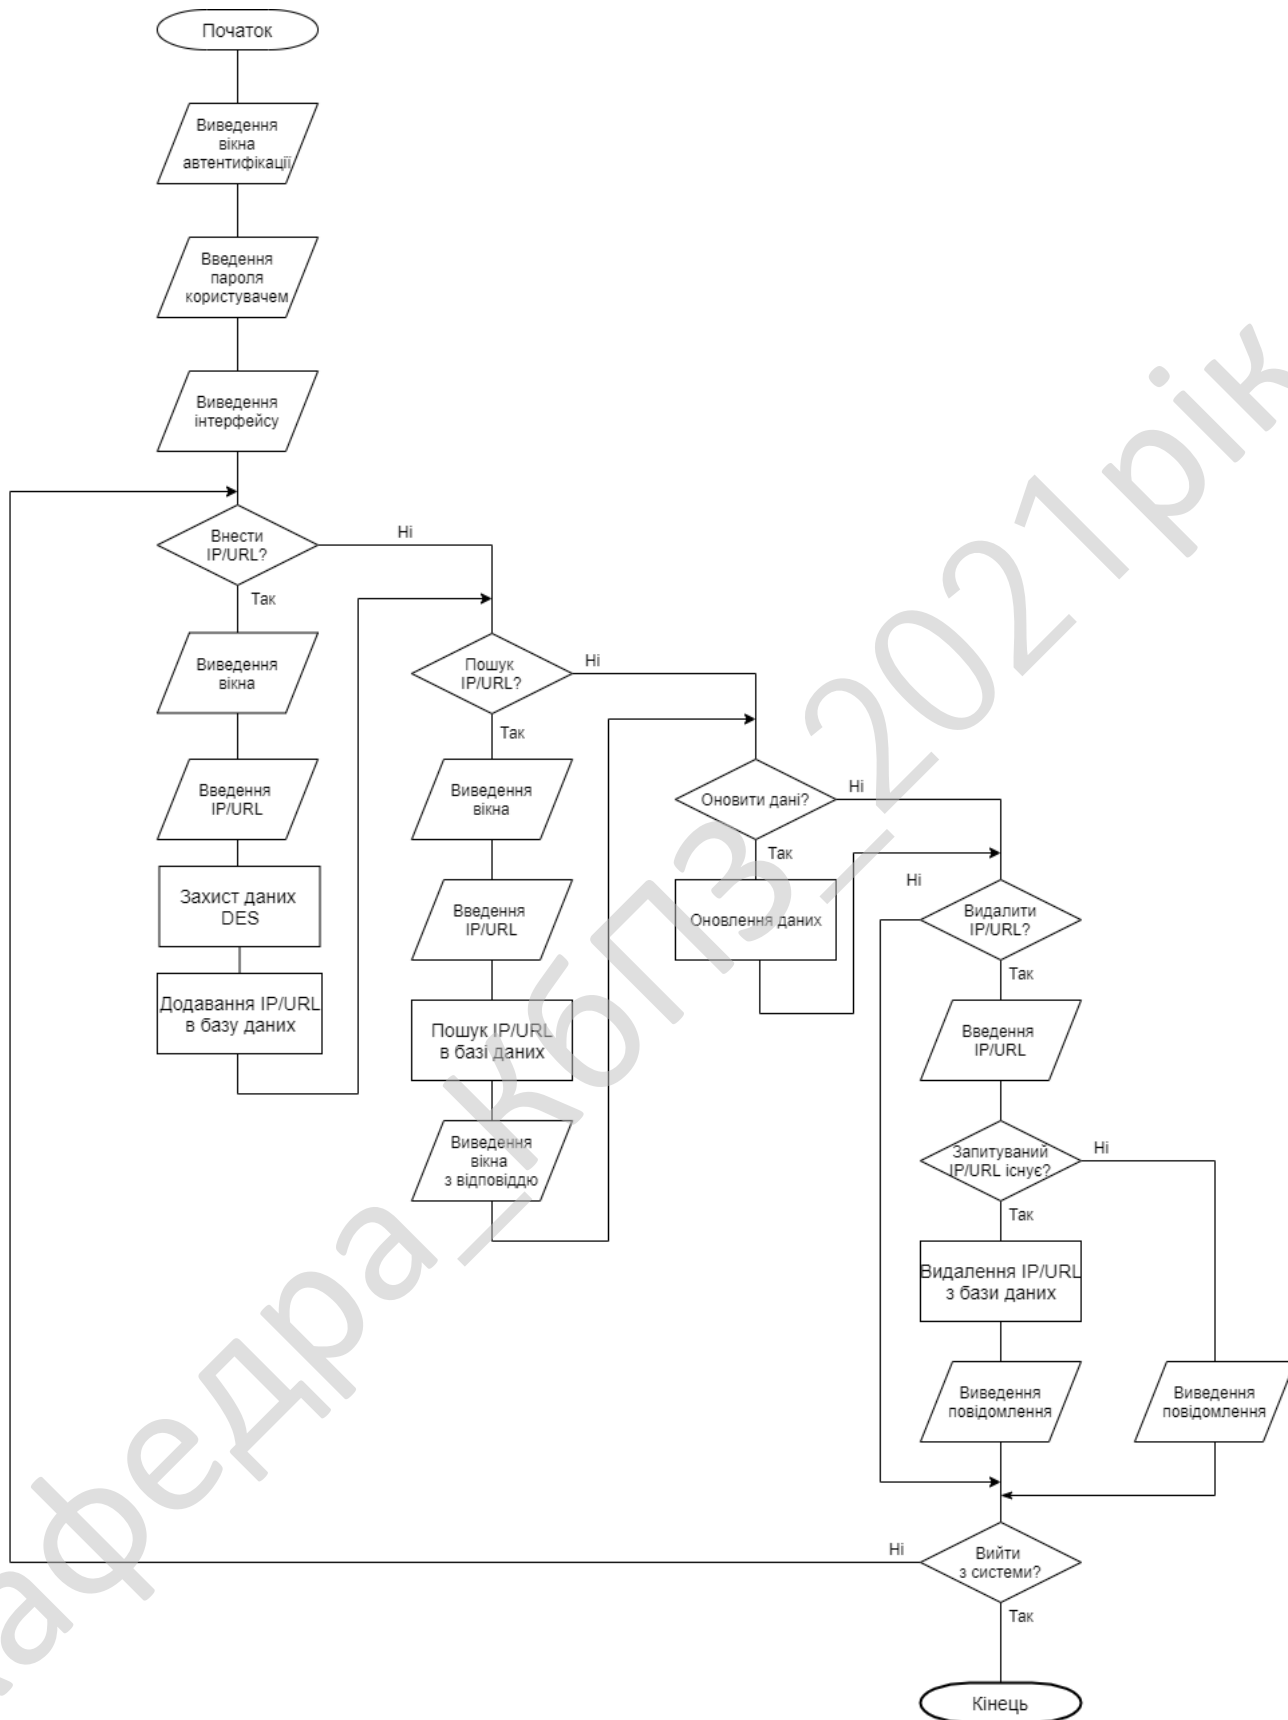 Початок
Виведення
вікна
автентифікації
Введення
пароля
користувачем
Виведення
інтерфейсу
Внести
IP/URL?
Ні
Так
Виведення
вікна
Введення
IP/URL
Захист даних
DES
Додавання IP/URL
в базу даних
Пошук
IP/URL?
Ні
Так
Виведення
вікна
Введення
IP/URL
Пошук IP/URL
в базі даних
Виведення
вікна
з відповіддю
Оновити дані?
Ні
Так
Оновлення даних
Ні
Видалити
IP/URL?
Так
Введення
IP/URL
Запитуваний
IP/URL існує?
Ні
Так
Видалення IP/URL
з бази даних
Виведення
повідомлення
Виведення
повідомлення
Ні
Вийти
з системи?
Так
Кінець
афедра_КбПЗ_2021рік